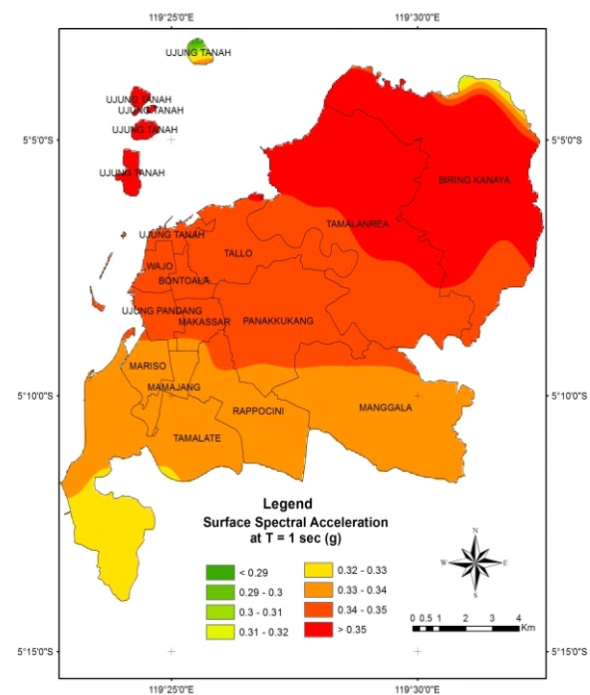 119°25'0"E 119°30'0"E
UJUNG TANAH
UJUNG TANAH
UJUNG TANAH
UJUNG TANAH
5°5'0"S 5°5'0"S
UJUNG TANAH
BIRING KANAYA
TAMALANREA
UJUNG TANAH
TALLO
WAJO
BONTOALA
UJUNG PANDANG
MAKASSAR PANAKKUKANG
MARISO
MAMAJANG
5°10'0"S 5°10'0"S
RAPPOCINI MANGGALA
TAMALATE
Legend
Surface Spectral Acceleration
at T = 1 sec (g)
< 0.29 0.32 - 0.33
0.29 - 0.3 0.33 - 0.34
0.3 - 0.31 0.34 - 0.35
0.31 - 0.32 > 0.35
N
W E
S
0 0.5 1 2 3 4
Km
5°15'0"S 5°15'0"S
119°25'0"E 119°30'0"E